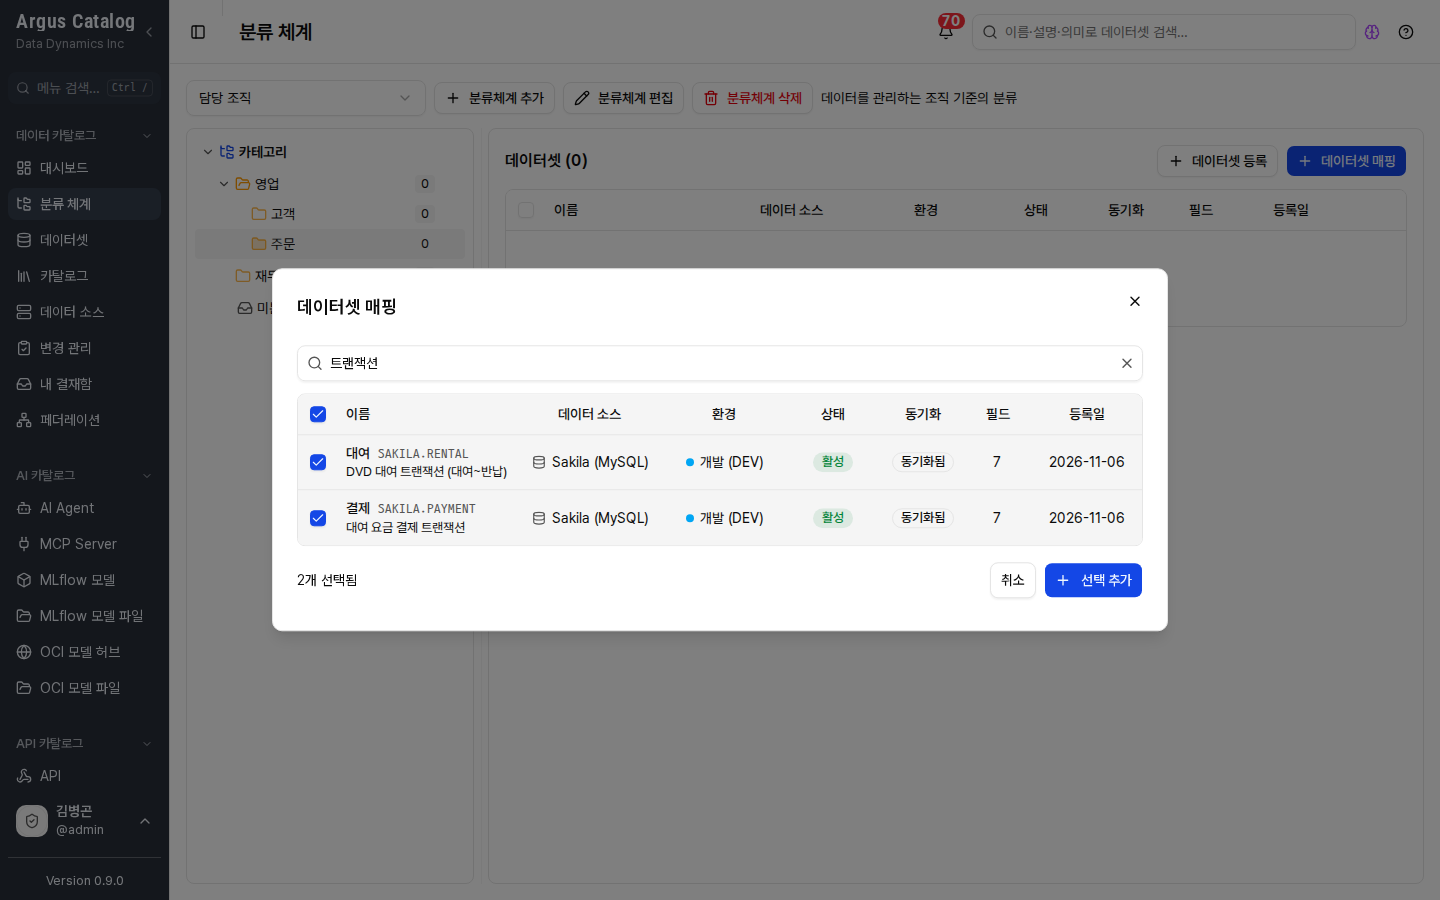 Argus Catalog
Data Dynamics Inc
메뉴 검색... Ctrl /
데이터 카탈로그
대시보드
분류 체계
데이터셋
카탈로그
데이터 소스
변경 관리
내 결재함
페더레이션
AI 카탈로그
AI Agent
MCP Server
MLflow 모델
MLflow 모델 파일
OCI 모델 허브
OCI 모델 파일
API 카탈로그
API
김병곤
@admin
Version 0.9.0
분류 체계
70
이름·설명·의미로 데이터셋 검색...
담당 조직
분류체계 추가
분류체계 편집
분류체계 삭제
데이터를 관리하는 조직 기준의 분류
카테고리
영업 0
고객 0
주문 0
데이터셋 (0)
데이터셋 등록
데이터셋 매핑
이름 데이터 소스 환경 상태 동기화 필드 등록일
데이터셋 매핑
트랜잭션
이름 데이터 소스 환경 상태 동기화 필드 등록일
대여 SAKILA.RENTAL
DVD 대여 트랜잭션 (대여~반납)
Sakila (MySQL) 개발 (DEV) 활성 동기화됨 7 2026-11-06
결제 SAKILA.PAYMENT
대여 요금 결제 트랜잭션
Sakila (MySQL) 개발 (DEV) 활성 동기화됨 7 2026-11-06
2개 선택됨
취소
선택 추가